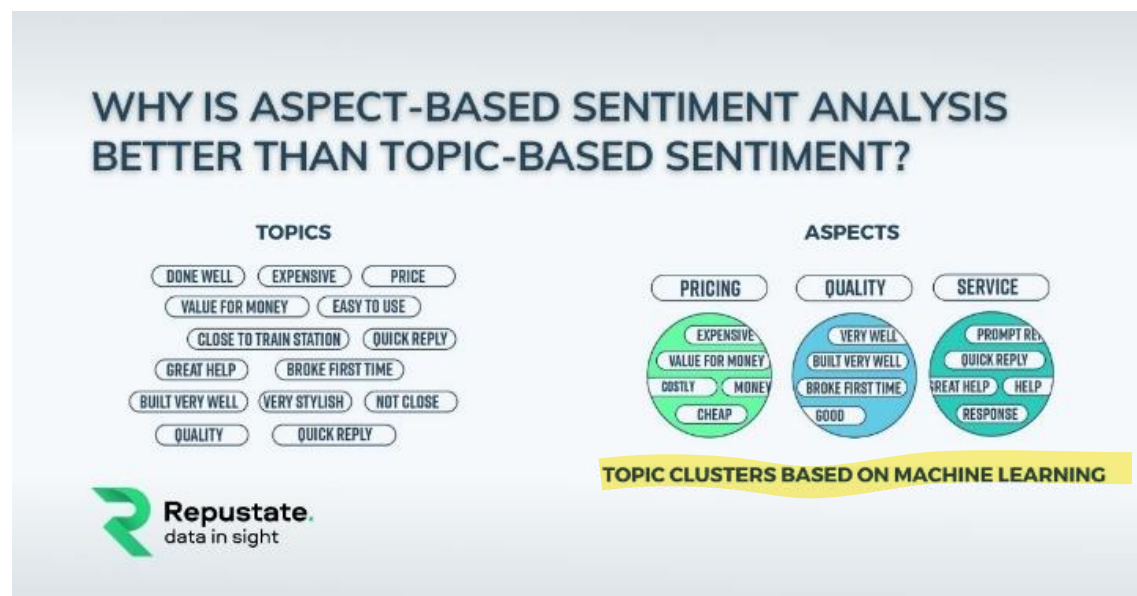 WHY IS ASPECT-BASED SENTIMENT ANALYSIS
BETTER THAN TOPIC-BASED SENTIMENT?
TOPICS
DONE WELL EXPENSIVE PRICE
VALUE FOR MONEY EASY TO USE
CLOSE TO TRAIN STATION QUICK REPLY
GREAT HELP BROKE FIRST TIME
BUILT VERY WELL VERY STYLISH NOT CLOSE
QUALITY QUICK REPLY
ASPECTS
PRICING
EXPENSIVE
VALUE FOR MONEY
COSTLY MONEY
CHEAP
QUALITY
VERY WELL
BUILT VERY WELL
BROKE FIRST TIME
GOOD
SERVICE
PROMPT RE
QUICK REPLY
GREAT HELP HELP
RESPONSE
TOPIC CLUSTERS BASED ON MACHINE LEARNING
Repustate.
data in sight